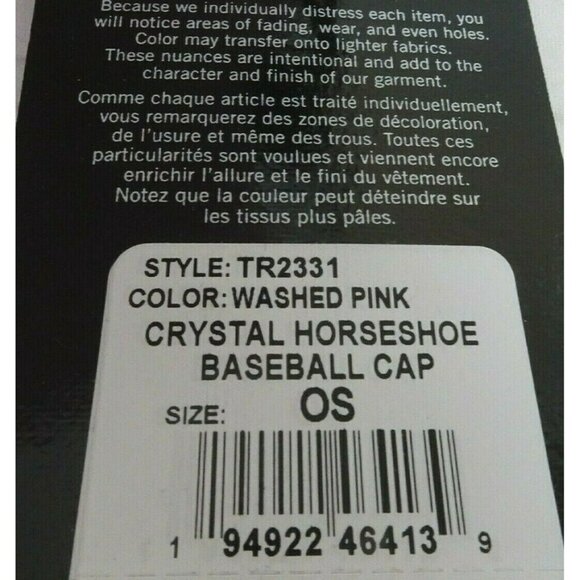 Because we individually distress each item, you
will notice areas of fading, wear, and even holes.
Color may transfer onto lighter fabrics.
These nuances are intentional and add to the
character and finish of our garment.
Comme chaque article est traité individuellement,
vous remarquerez des zones de décoloration,
de l'usure et même des trous. Toutes ces
particularités sont voulues et viennent encore
enrichir l'allure et le fini du vêtement.
Notez que la couleur peut déteindre sur
les tissus plus pâles.
STYLE: TR2331
COLOR: WASHED PINK
CRYSTAL HORSESHOE
BASEBALL CAP
SIZE: OS
1 94922 46413 9